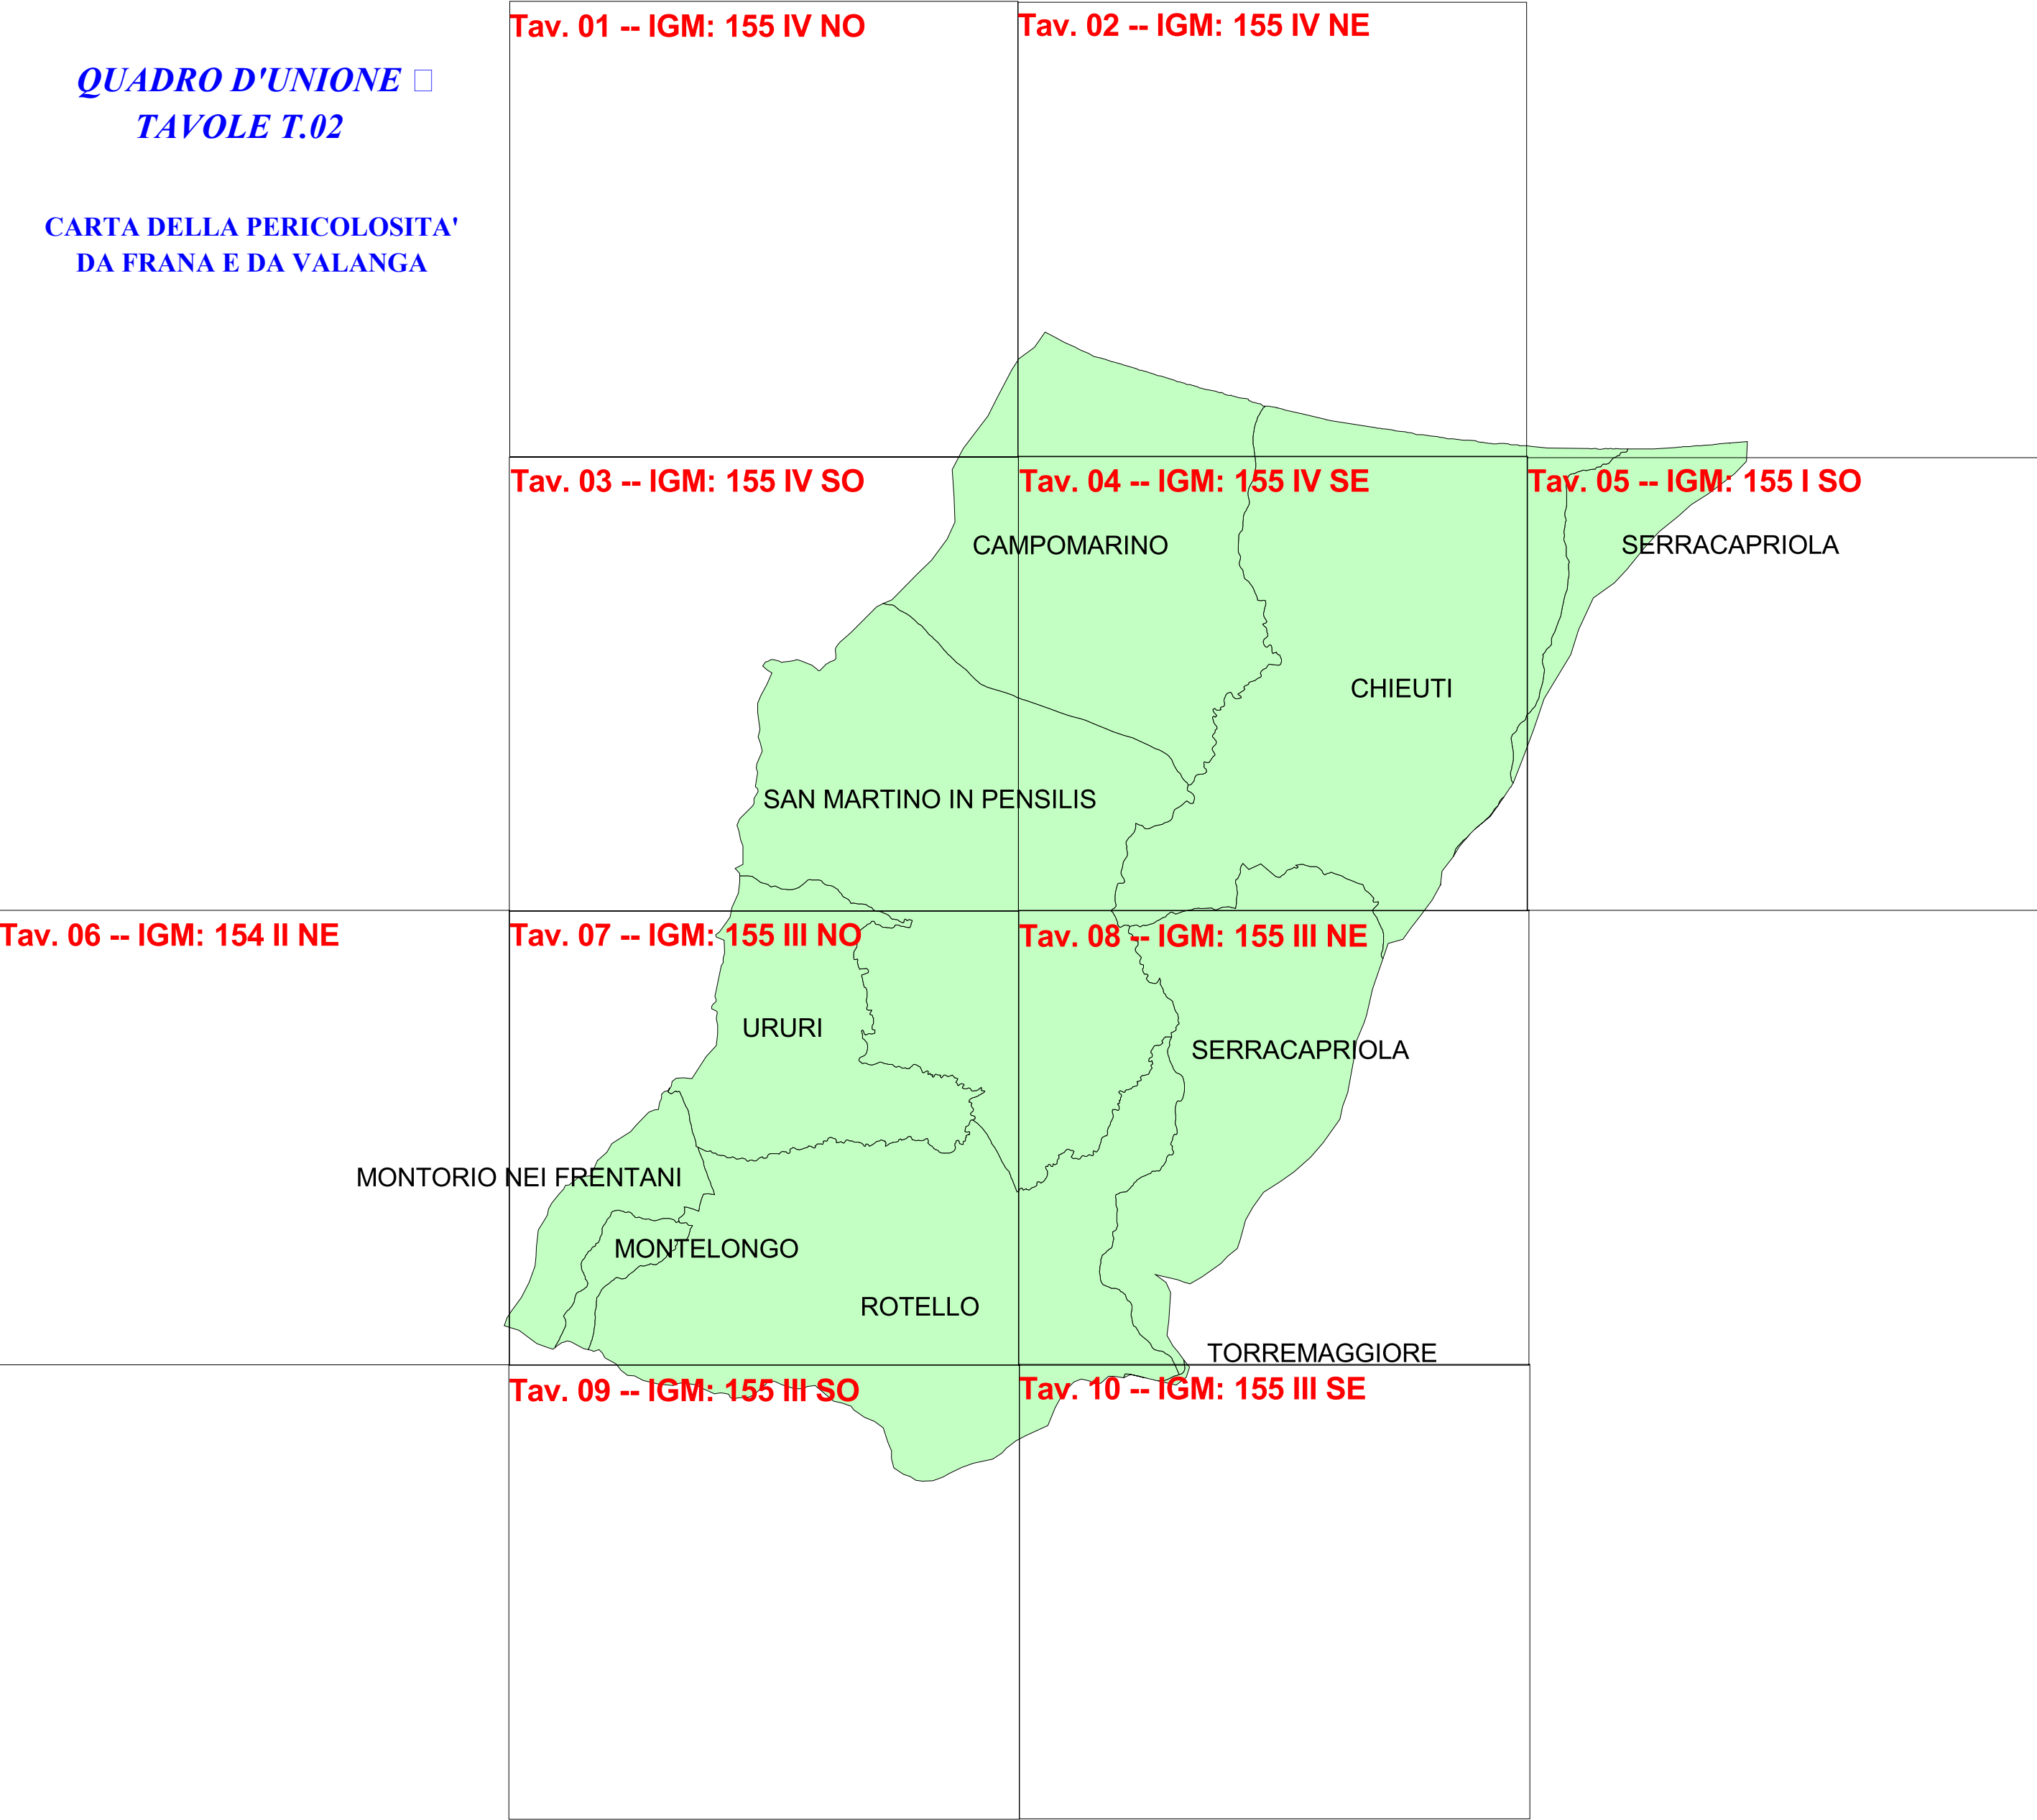 Tav. 01 -- IGM: 155 IV NO
Tav. 02 -- IGM: 155 IV NE
QUADRO D'UNIONE
TAVOLE T.02
CARTA DELLA PERICOLOSITA'
DA FRANA E DA VALANGA
Tav. 03 -- IGM: 155 IV SO
Tav. 04 -- IGM: 155 IV SE
Tav. 05 -- IGM: 155 I SO
CAMPOMARINO
SERRACAPRIOLA
CHIEUTI
SAN MARTINO IN PENSILIS
Tav. 06 -- IGM: 154 II NE
Tav. 07 -- IGM: 155 III NO
Tav. 08 -- IGM: 155 III NE
URURI
SERRACAPRIOLA
MONTORIO NEI FRENTANI
MONTELONGO
ROTELLO
TORREMAGGIORE
Tav. 09 -- IGM: 155 III SO
Tav. 10 -- IGM: 155 III SE